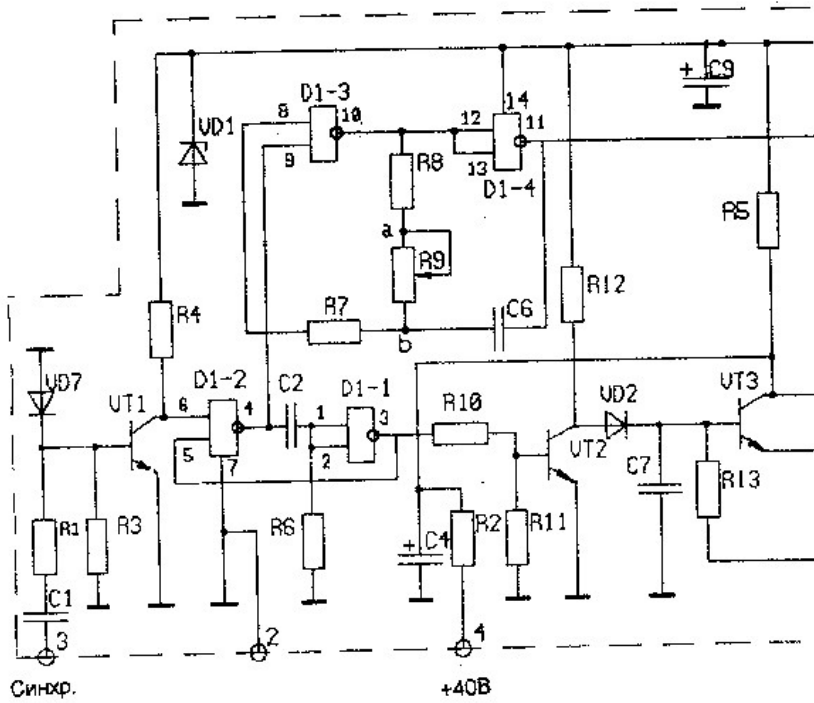 C9
D1-3
14
8
10
12
11
VD1
9
R8
13
D1-4
R5
a
R9
R12
R4
R7
C6
b
VD7
D1-2
C2
D1-1
VT1
6
4
1
3
R10
VD2
VT3
5
7
2
VT2
C7
R13
R1
R3
R6
C4
R2
R11
+
+
C1
3
2
4
Синхр.
+40В